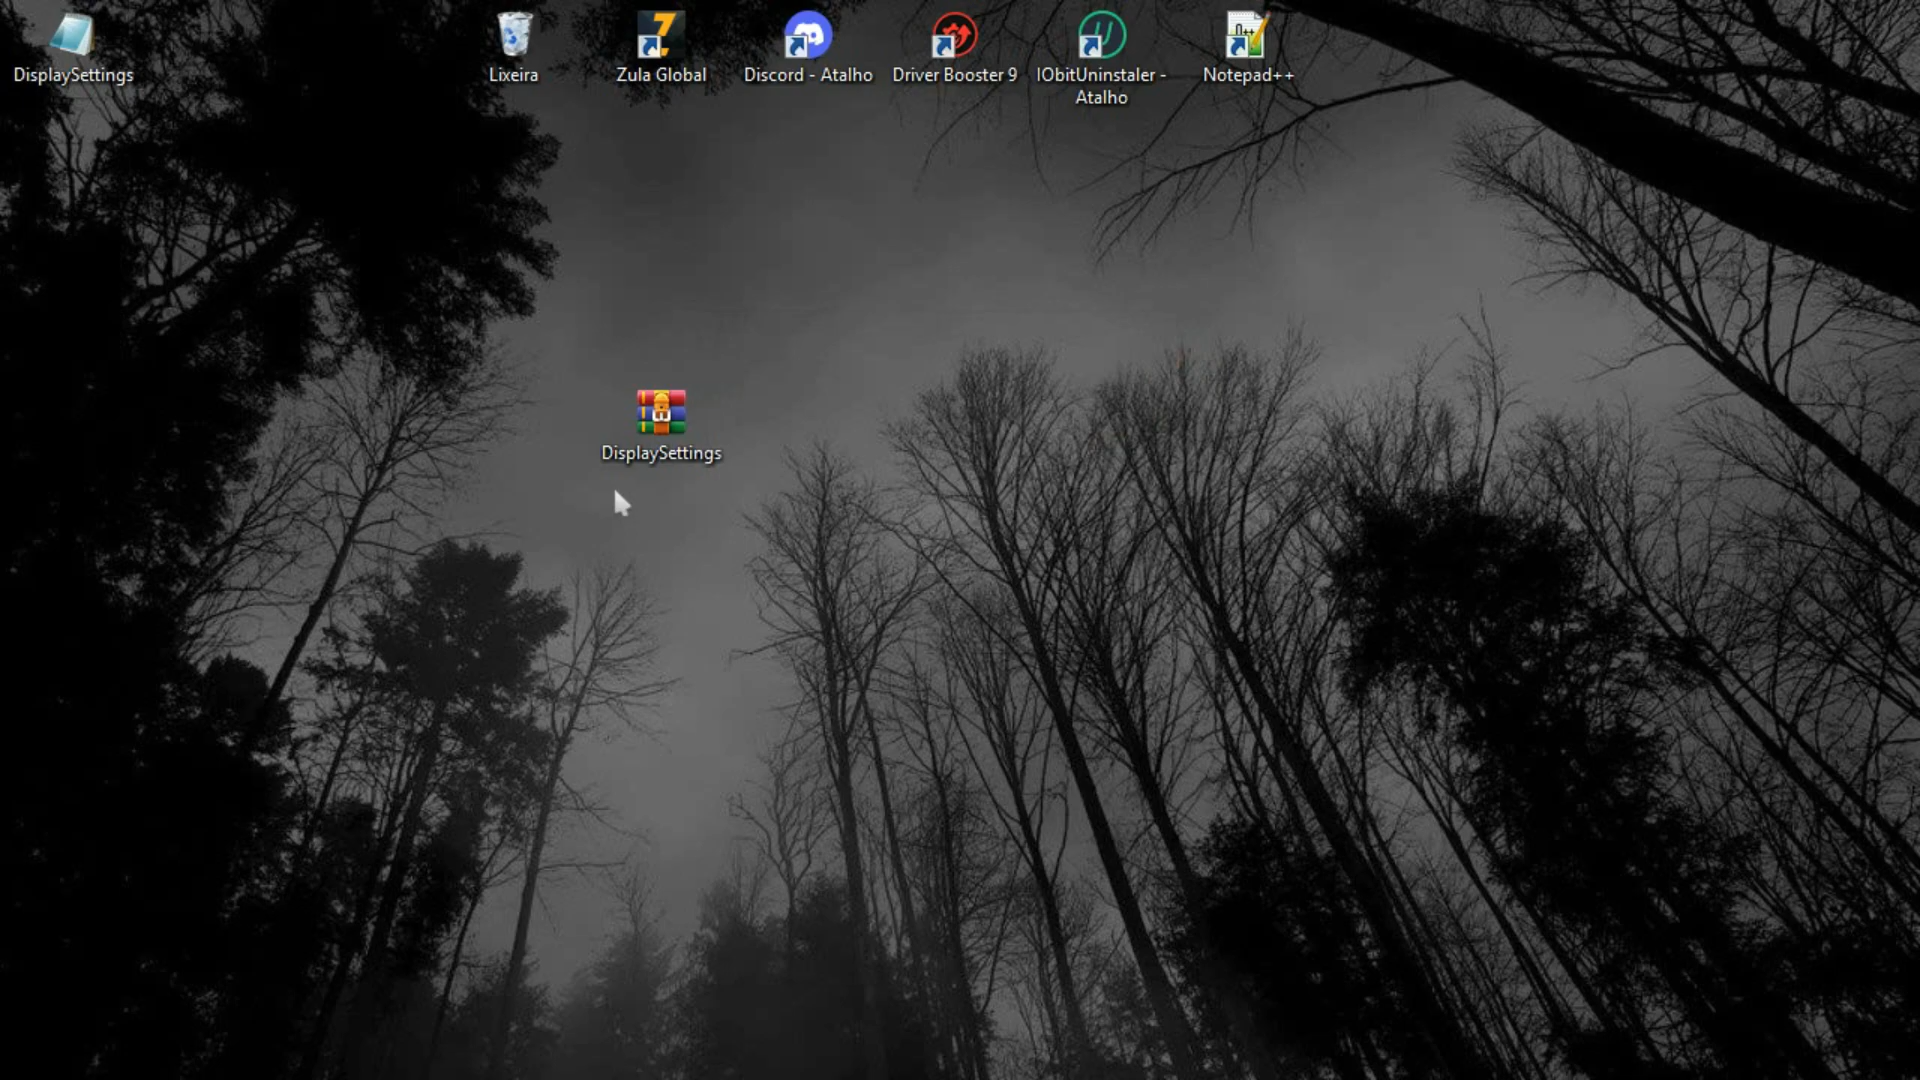 DisplaySettings
Lixeira
Zula Global
Discord - Atalho
Driver Booster 9
IObitUninstaler -
Atalho
Notepad++
DisplaySettings